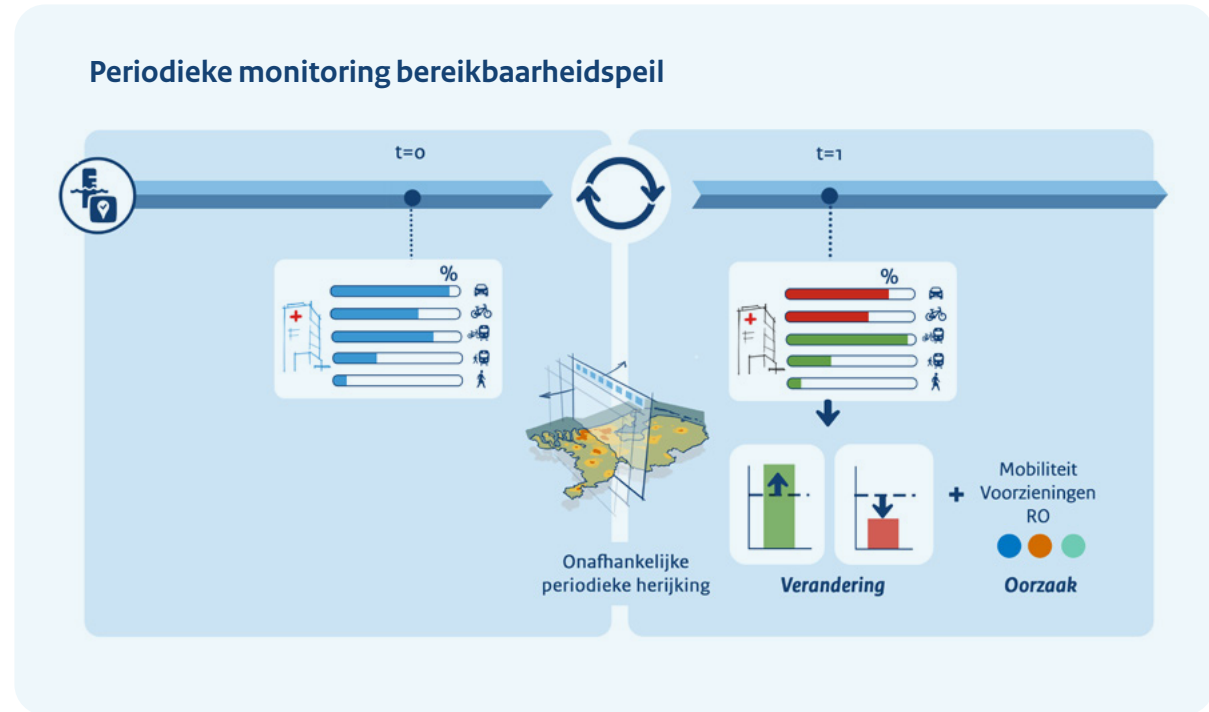 Periodieke monitoring bereikbaarheidspeil
t=0
t=1
%
%
Onafhankelijke
periodieke herijking
Verandering
+
Mobiliteit
Voorzieningen
RO
Oorzaak